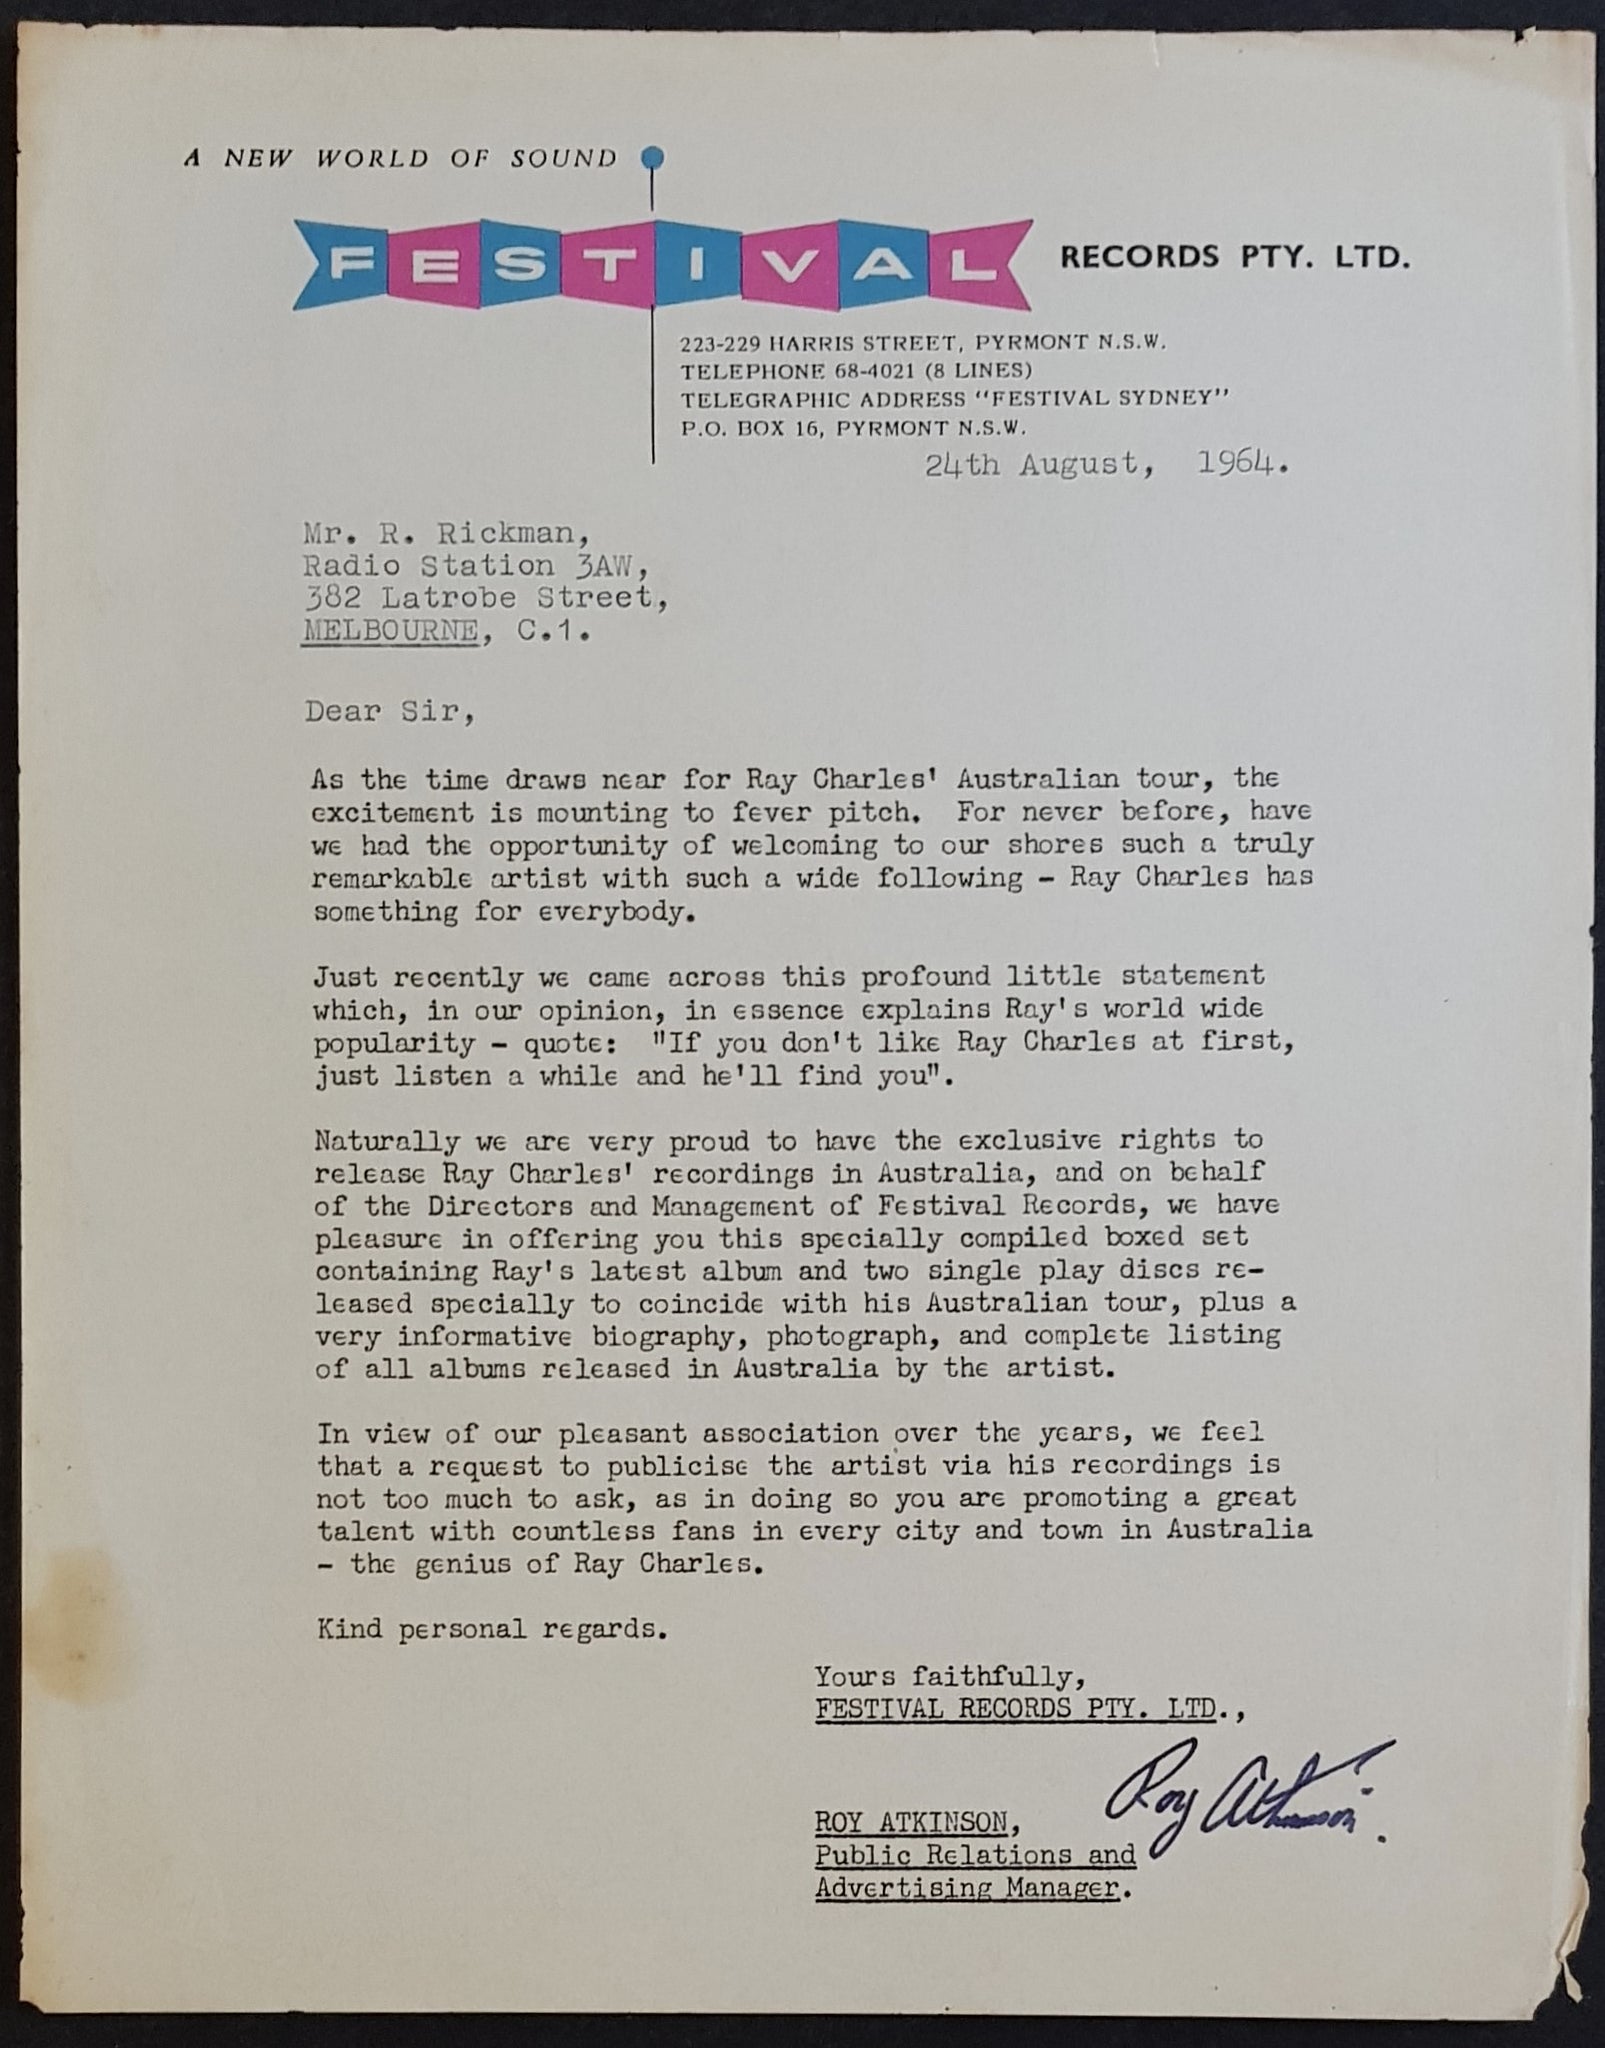 A NEW WORLD OF SOUND
FESTIVAL RECORDS PTY. LTD.
223-229 HARRIS STREET, PYRMONT N.S.W.
TELEPHONE 68-4021 (8 LINES)
TELEGRAPHIC ADDRESS "FESTIVAL SYDNEY"
P.O. BOX 16, PYRMONT N.S.W.
24th August, 1964.
Mr. R. Rickman,
Radio Station 3AW,
382 Latrobe Street,
MELBOURNE, C.1.
Dear Sir,
As the time draws near for Ray Charles' Australian tour, the
excitement is mounting to fever pitch. For never before, have
we had the opportunity of welcoming to our shores such a truly
remarkable artist with such a wide following - Ray Charles has
something for everybody.
Just recently we came across this profound little statement
which, in our opinion, in essence explains Ray's world wide
popularity - quote: "If you don't like Ray Charles at first,
just listen a while and he'll find you".
Naturally we are very proud to have the exclusive rights to
release Ray Charles' recordings in Australia, and on behalf
of the Directors and Management of Festival Records, we have
pleasure in offering you this specially compiled boxed set
containing Ray's latest album and two single play discs re-
leased specially to coincide with his Australian tour, plus a
very informative biography, photograph, and complete listing
of all albums released in Australia by the artist.
In view of our pleasant association over the years, we feel
that a request to publicise the artist via his recordings is
not too much to ask, as in doing so you are promoting a great
talent with countless fans in every city and town in Australia
- the genius of Ray Charles.
Kind personal regards.
Yours faithfully,
FESTIVAL RECORDS PTY. LTD.,
Roy Atkinson.
ROY ATKINSON,
Public Relations and
Advertising Manager.